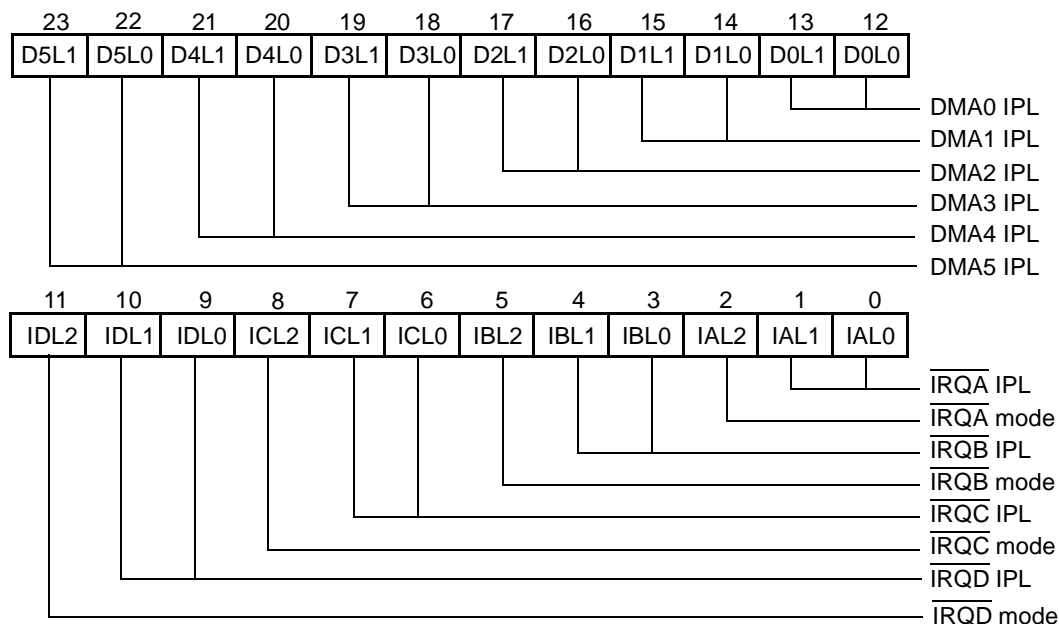 23 22 21 20 19 18 17 16 15 14 13 12
D5L1 D5L0 D4L1 D4L0 D3L1 D3L0 D2L1 D2L0 D1L1 D1L0 D0L1 D0L0
DMA0 IPL
DMA1 IPL
DMA2 IPL
DMA3 IPL
DMA4 IPL
DMA5 IPL
11 10 9 8 7 6 5 4 3 2 1 0
IDL2 IDL1 IDL0 ICL2 ICL1 ICL0 IBL2 IBL1 IBL0 IAL2 IAL1 IAL0
IRQA IPL
IRQA mode
IRQB IPL
IRQB mode
IRQC IPL
IRQC mode
IRQD IPL
IRQD mode